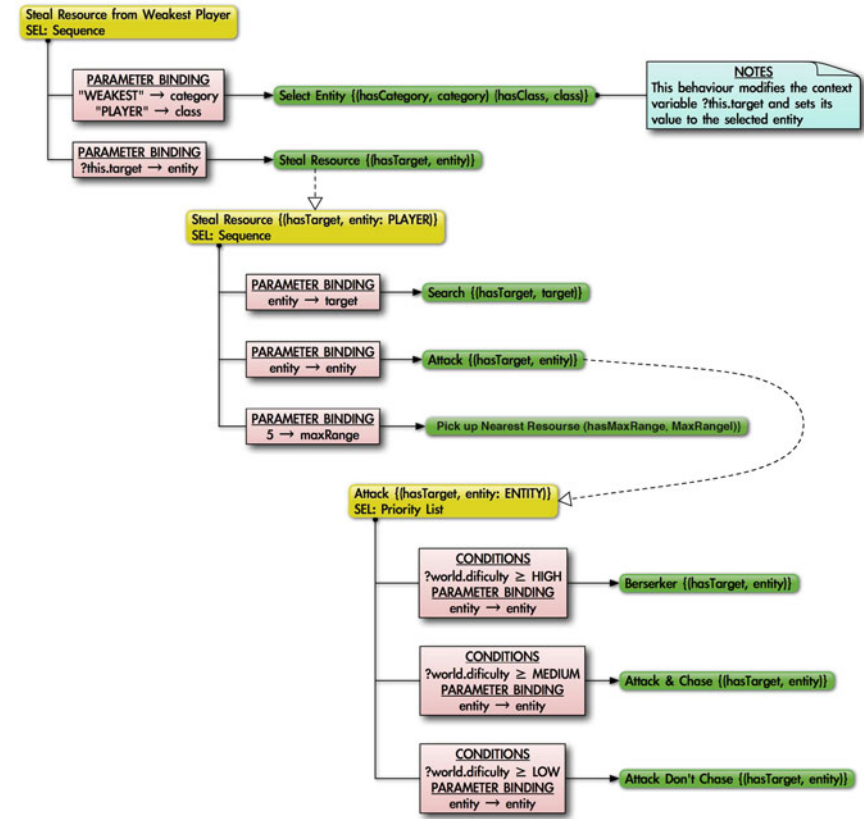 Steal Resource from Weakest Player
SEL: Sequence
PARAMETER BINDING
"WEAKEST" → category
"PLAYER" → class
Select Entity {(hasCategory, category) (hasClass, class)}
NOTES
This behaviour modifies the context
variable ?this.target and sets its
value to the selected entity
PARAMETER BINDING
?this.target → entity
Steal Resource {(hasTarget, entity)}
Steal Resource {(hasTarget, entity: PLAYER)}
SEL: Sequence
PARAMETER BINDING
entity → target
Search {(hasTarget, target)}
PARAMETER BINDING
entity → entity
Attack {(hasTarget, entity)}
PARAMETER BINDING
5 → maxRange
Pick up Nearest Resourse (hasMaxRange, MaxRangel)}
Attack {(hasTarget, entity: ENTITY)}
SEL: Priority List
CONDITIONS
?world.dificulty ≥ HIGH
PARAMETER BINDING
entity → entity
Berserker {(hasTarget, entity)}
CONDITIONS
?world.dificulty ≥ MEDIUM
PARAMETER BINDING
entity → entity
Attack & Chase {(hasTarget, entity)}
CONDITIONS
?world.dificulty ≥ LOW
PARAMETER BINDING
entity → entity
Attack Don't Chase {(hasTarget, entity)}